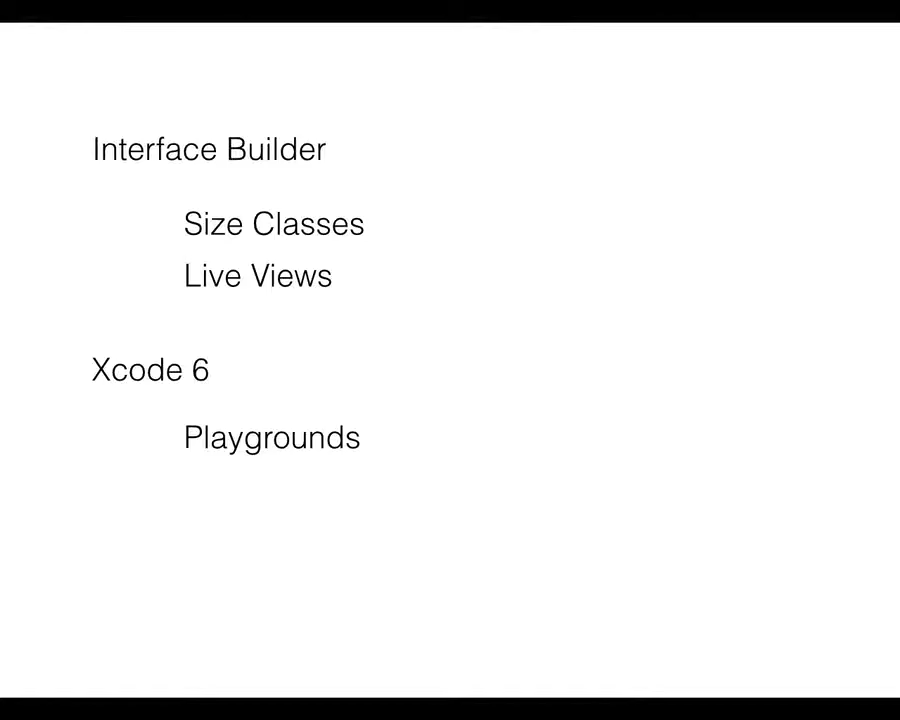 Interface Builder
Size Classes
Live Views
Xcode 6
Playgrounds